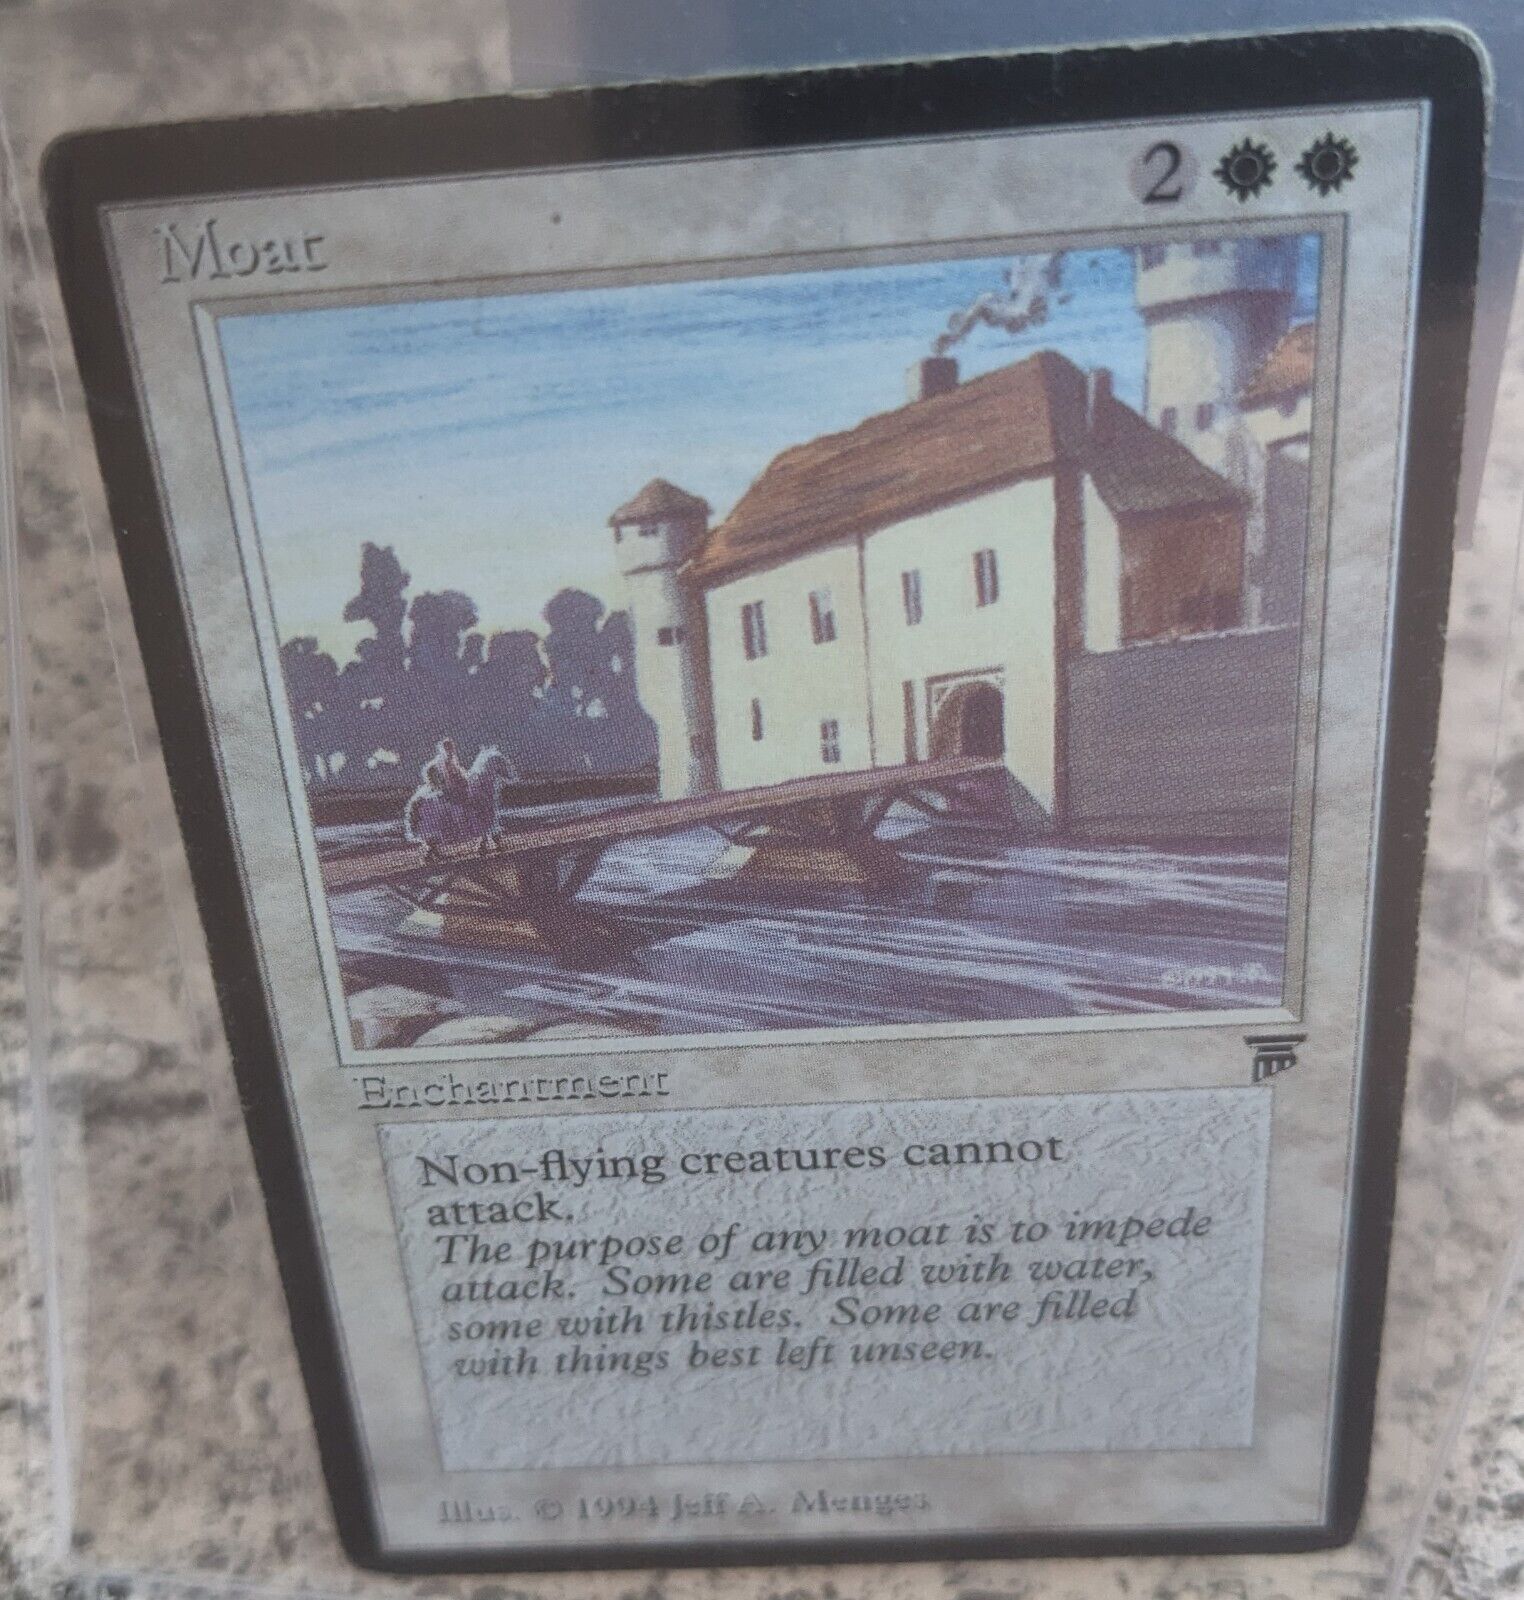 Moat 2
Enchantment
Non-flying creatures cannot
attack.
The purpose of any moat is to impede
attack. Some are filled with water,
some with thistles. Some are filled
with things best left unseen.
Illus. © 1994 Jeff A. Menges